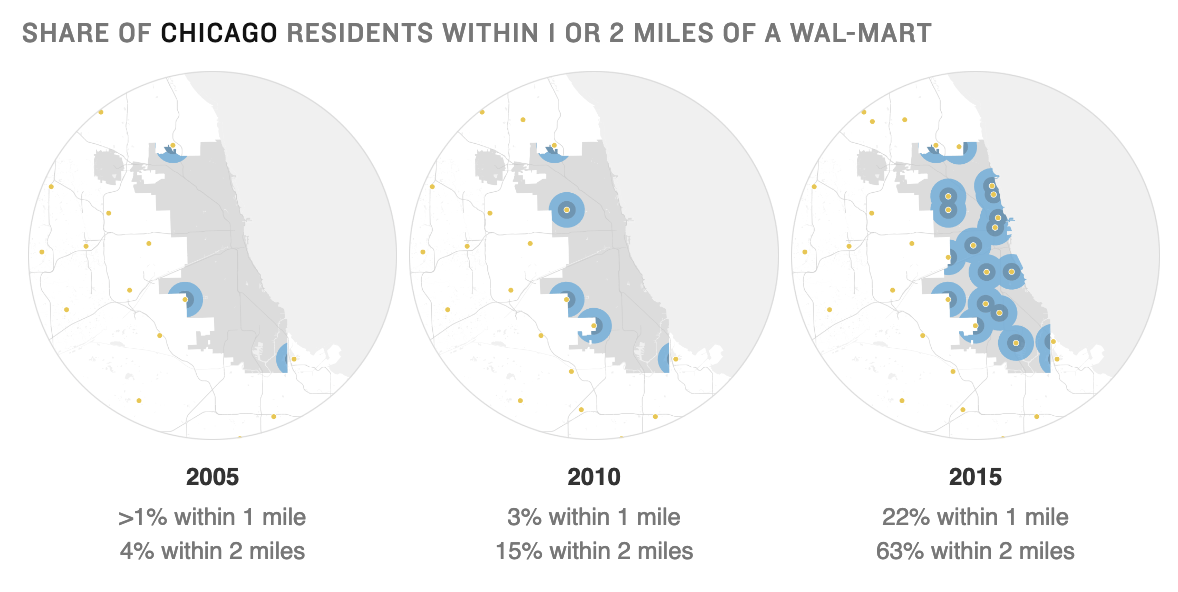 SHARE OF CHICAGO RESIDENTS WITHIN 1 OR 2 MILES OF A WAL-MART
2005
>1% within 1 mile
4% within 2 miles
2010
3% within 1 mile
15% within 2 miles
2015
22% within 1 mile
63% within 2 miles